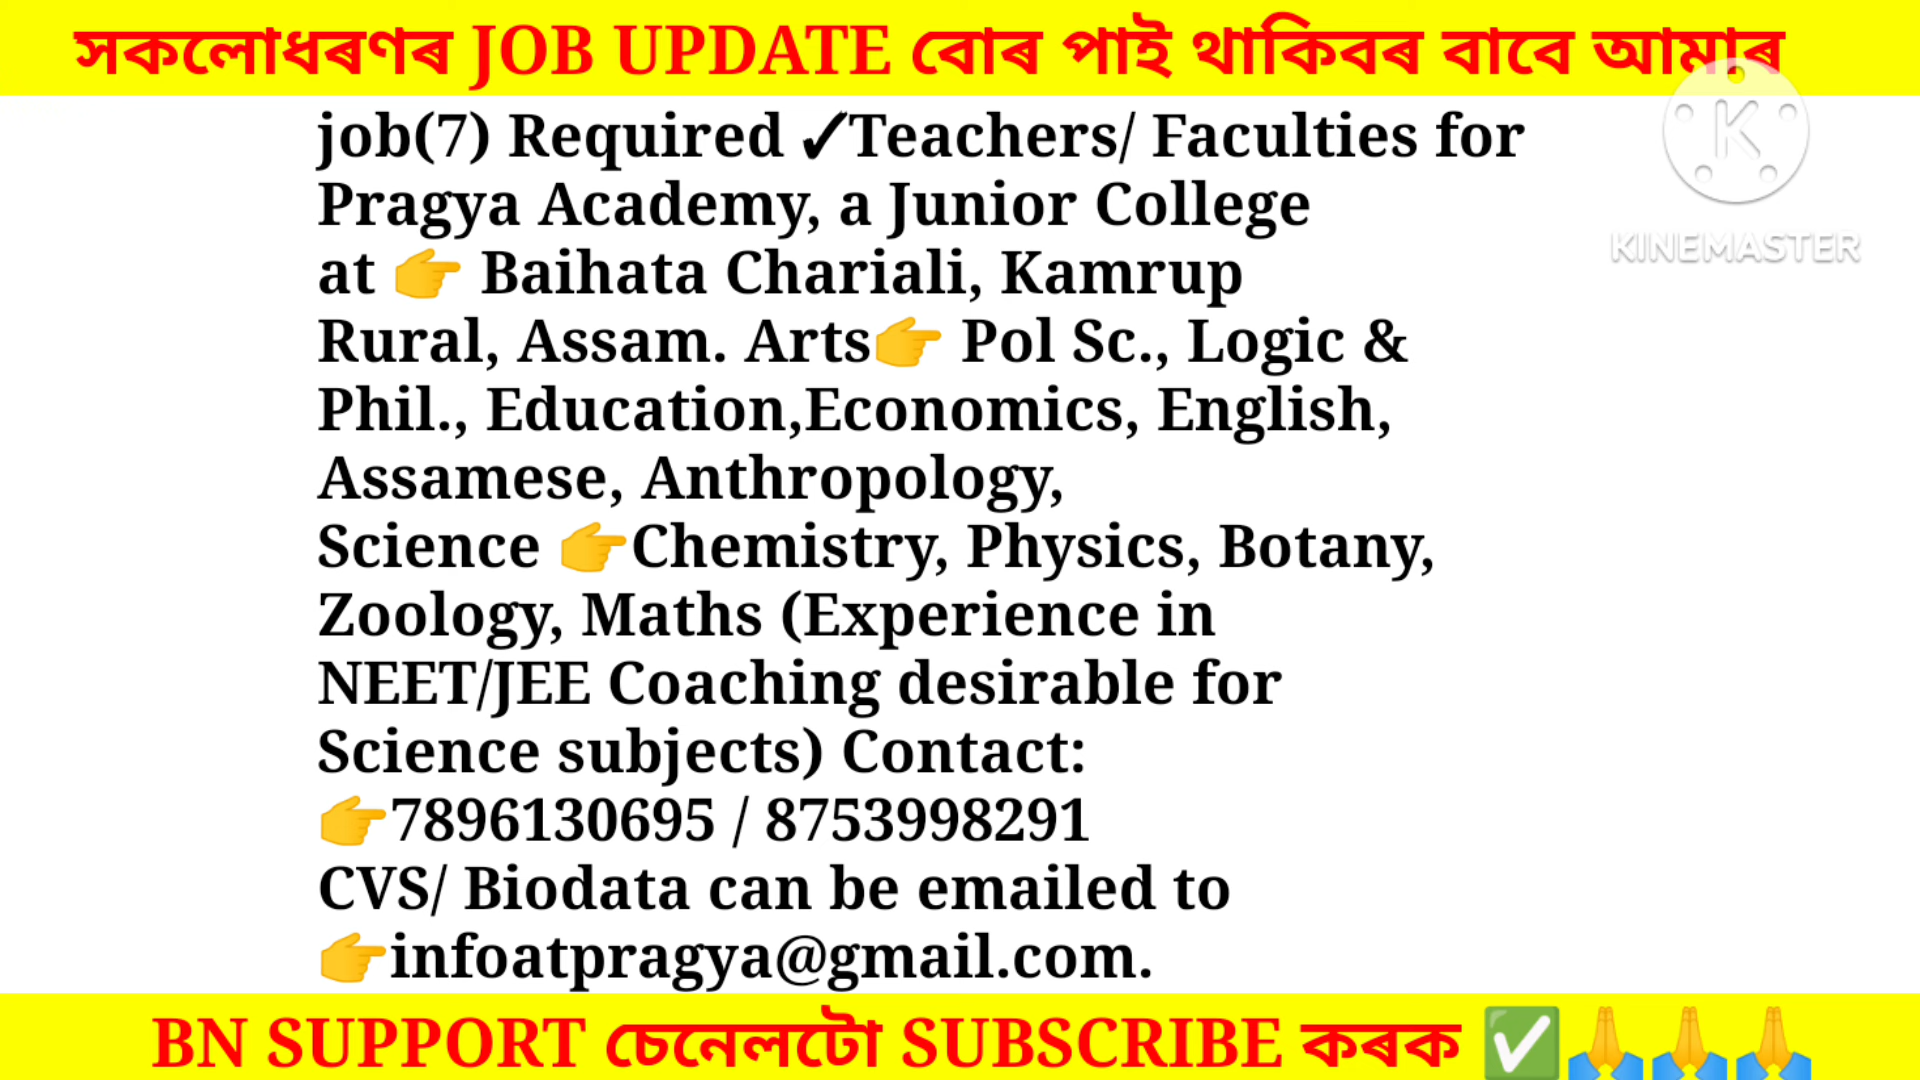 সকলোধৰণৰ JOB UPDATE বোৰ পাই থাকিবৰ বাবে আমাৰ
job(7) Required ✓Teachers/ Faculties for
Pragya Academy, a Junior College
at 👉 Baihata Chariali, Kamrup
Rural, Assam. Arts👉 Pol Sc., Logic &
Phil., Education,Economics, English,
Assamese, Anthropology,
Science 👉Chemistry, Physics, Botany,
Zoology, Maths (Experience in
NEET/JEE Coaching desirable for
Science subjects) Contact:
👉7896130695 / 8753998291
CVS/ Biodata can be emailed to
👉infoatpragya@gmail.com.
BN SUPPORT চেনেলটো SUBSCRIBE কৰক ✅🙏🙏🙏
K
KINEMASTER